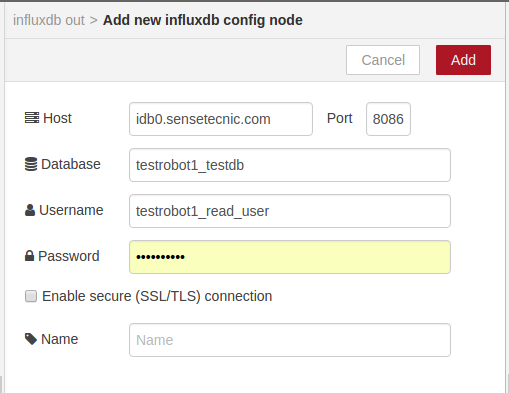 influxdb out > Add new influxdb config node
Cancel Add
Host idb0.sensetecnic.com Port 8086
Database testrobot1_testdb
Username testrobot1_read_user
Password ••••••••••
Enable secure (SSL/TLS) connection
Name Name